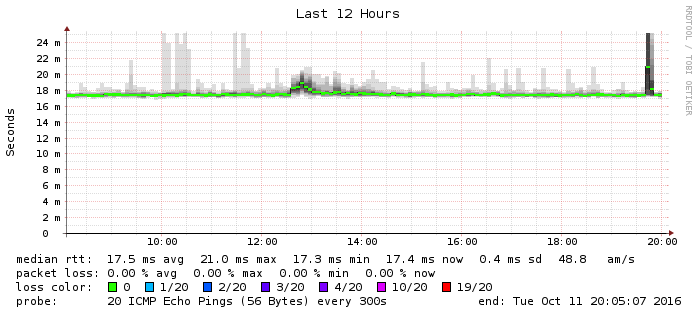 Last 12 Hours
RRDTOOL / TOBI OETIKER
Seconds
24 m
22 m
20 m
18 m
16 m
14 m
12 m
10 m
8 m
6 m
4 m
2 m
0
10:00 12:00 14:00 16:00 18:00 20:00
median rtt: 17.5 ms avg 21.0 ms max 17.3 ms min 17.4 ms now 0.4 ms sd 48.8 am/s
packet loss: 0.00 % avg 0.00 % max 0.00 % min 0.00 % now
loss color: 0 1/20 2/20 3/20 4/20 10/20 19/20
probe: 20 ICMP Echo Pings (56 Bytes) every 300s end: Tue Oct 11 20:05:07 2016